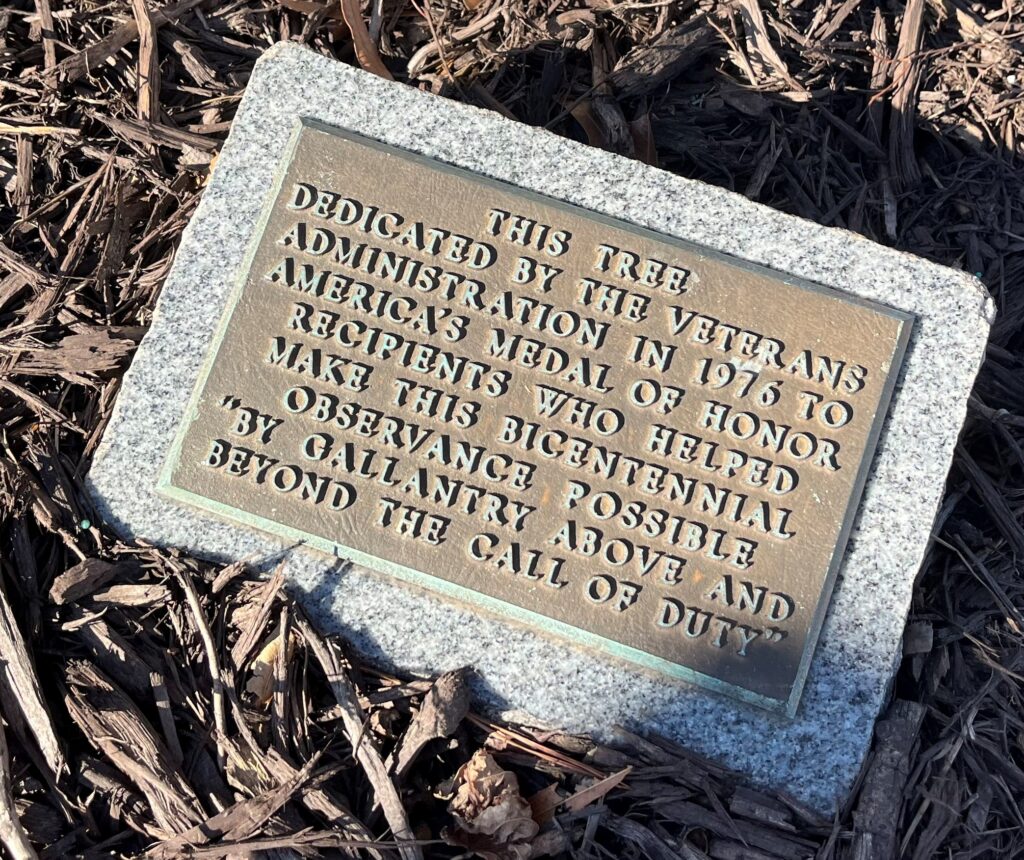 THIS TREE
DEDICATED BY THE VETERANS
ADMINISTRATION IN 1976 TO
AMERICA'S MEDAL OF HONOR
RECIPIENTS WHO HELPED
MAKE THIS BICENTENNIAL
OBSERVANCE POSSIBLE
"BY GALLANTRY ABOVE AND
BEYOND THE CALL OF DUTY"